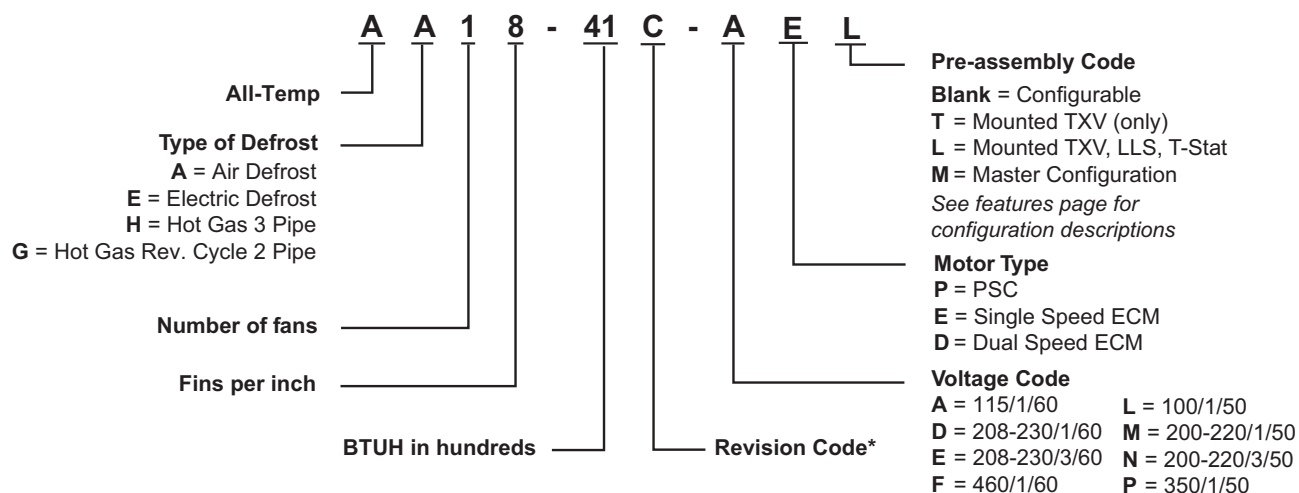 A A 1 8 - 41 C - A E L
All-Temp
Type of Defrost
A = Air Defrost
E = Electric Defrost
H = Hot Gas 3 Pipe
G = Hot Gas Rev. Cycle 2 Pipe
Number of fans
Fins per inch
BTUH in hundreds
Revision Code*
Pre-assembly Code
Blank = Configurable
T = Mounted TXV (only)
L = Mounted TXV, LLS, T-Stat
M = Master Configuration
See features page for
configuration descriptions
Motor Type
P = PSC
E = Single Speed ECM
D = Dual Speed ECM
Voltage Code
A = 115/1/60 L = 100/1/50
D = 208-230/1/60 M = 200-220/1/50
E = 208-230/3/60 N = 200-220/3/50
F = 460/1/60 P = 350/1/50